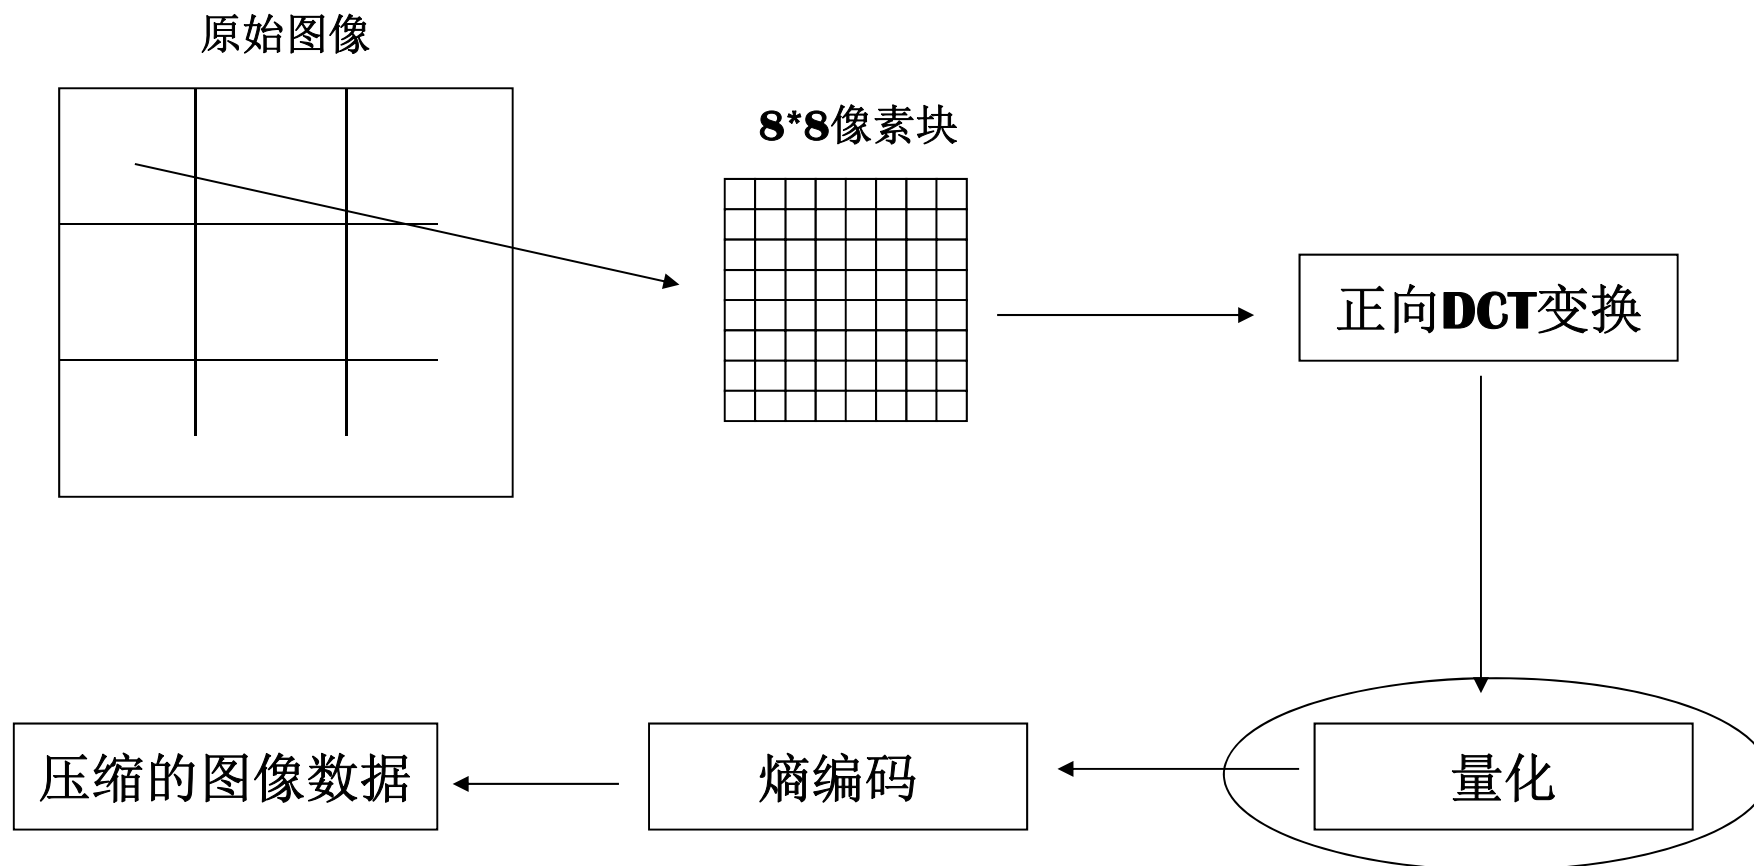 原始图像
8*8像素块
正向DCT变换
压缩的图像数据
熵编码
量化